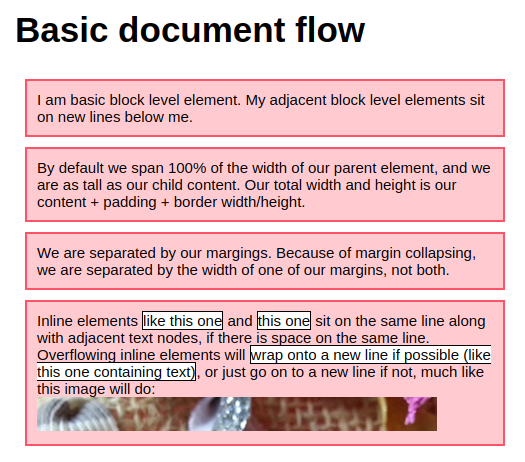 Basic document flow
I am basic block level element. My adjacent block level elements sit
on new lines below me.
By default we span 100% of the width of our parent element, and we
are as tall as our child content. Our total width and height is our
content + padding + border width/height.
We are separated by our margings. Because of margin collapsing,
we are separated by the width of one of our margins, not both.
Inline elements like this one and this one sit on the same line along
with adjacent text nodes, if there is space on the same line.
Overflowing inline elements will wrap onto a new line if possible (like
this one containing text), or just go on to a new line if not, much like
this image will do: